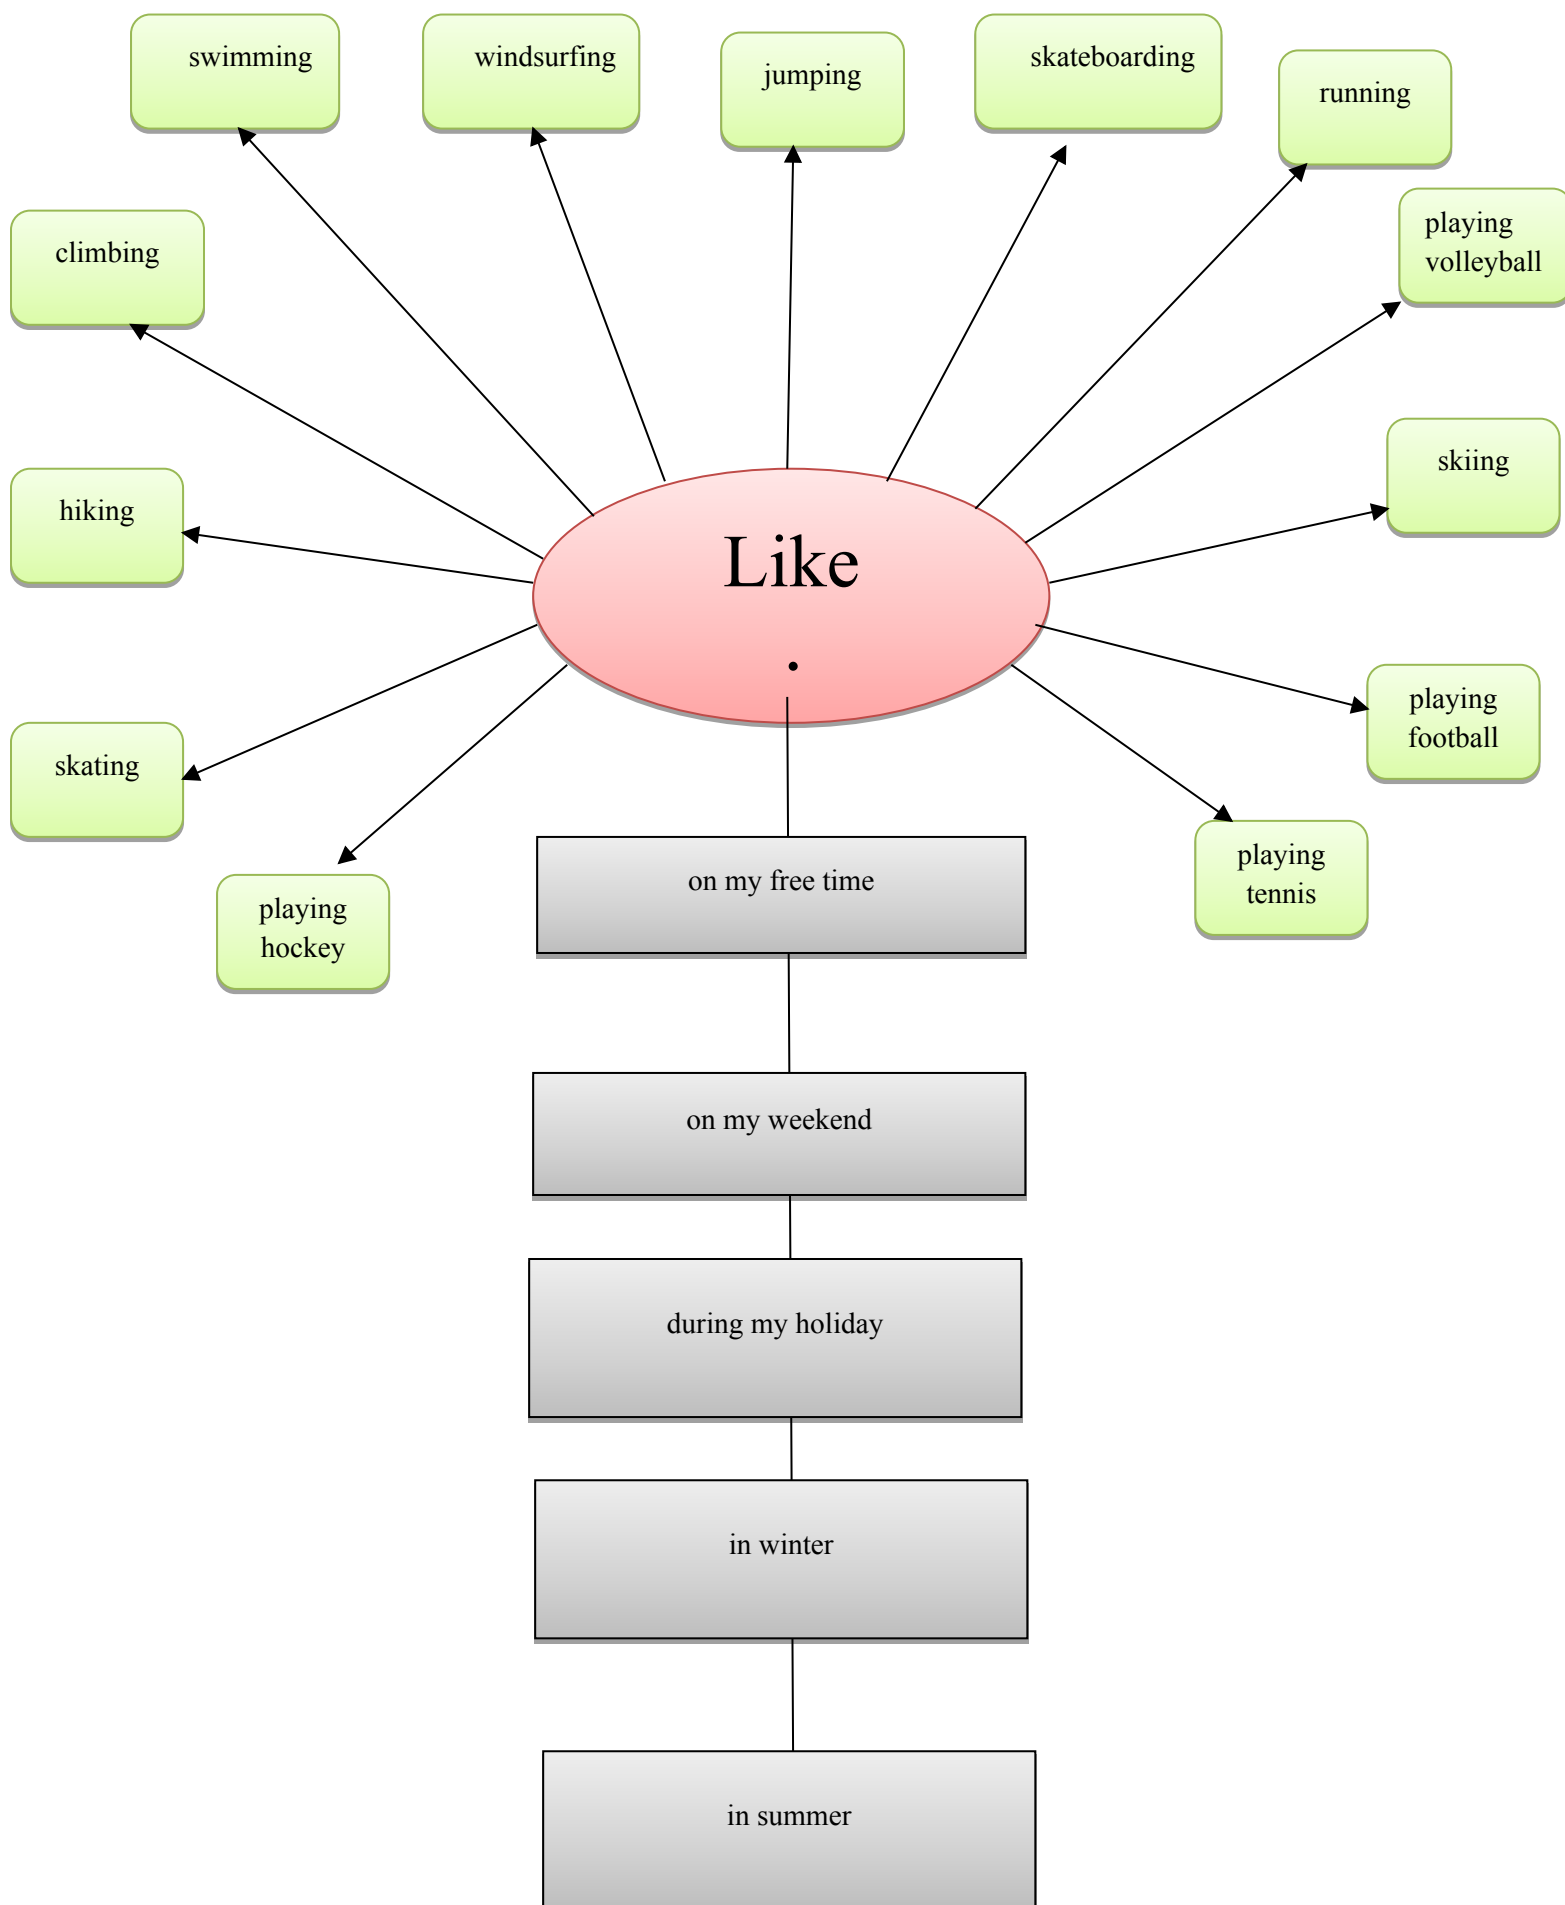 swimming
windsurfing
jumping
skateboarding
running
playing
volleyball
climbing
skiing
hiking
Like
.
playing
football
skating
playing
tennis
on my free time
playing
hockey
on my weekend
during my holiday
in winter
in summer